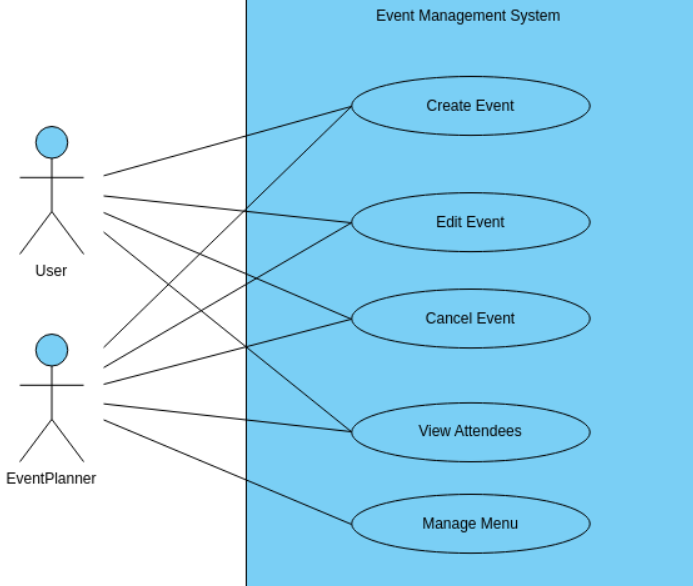 Event Management System
Create Event
Edit Event
User
Cancel Event
View Attendees
EventPlanner
Manage Menu